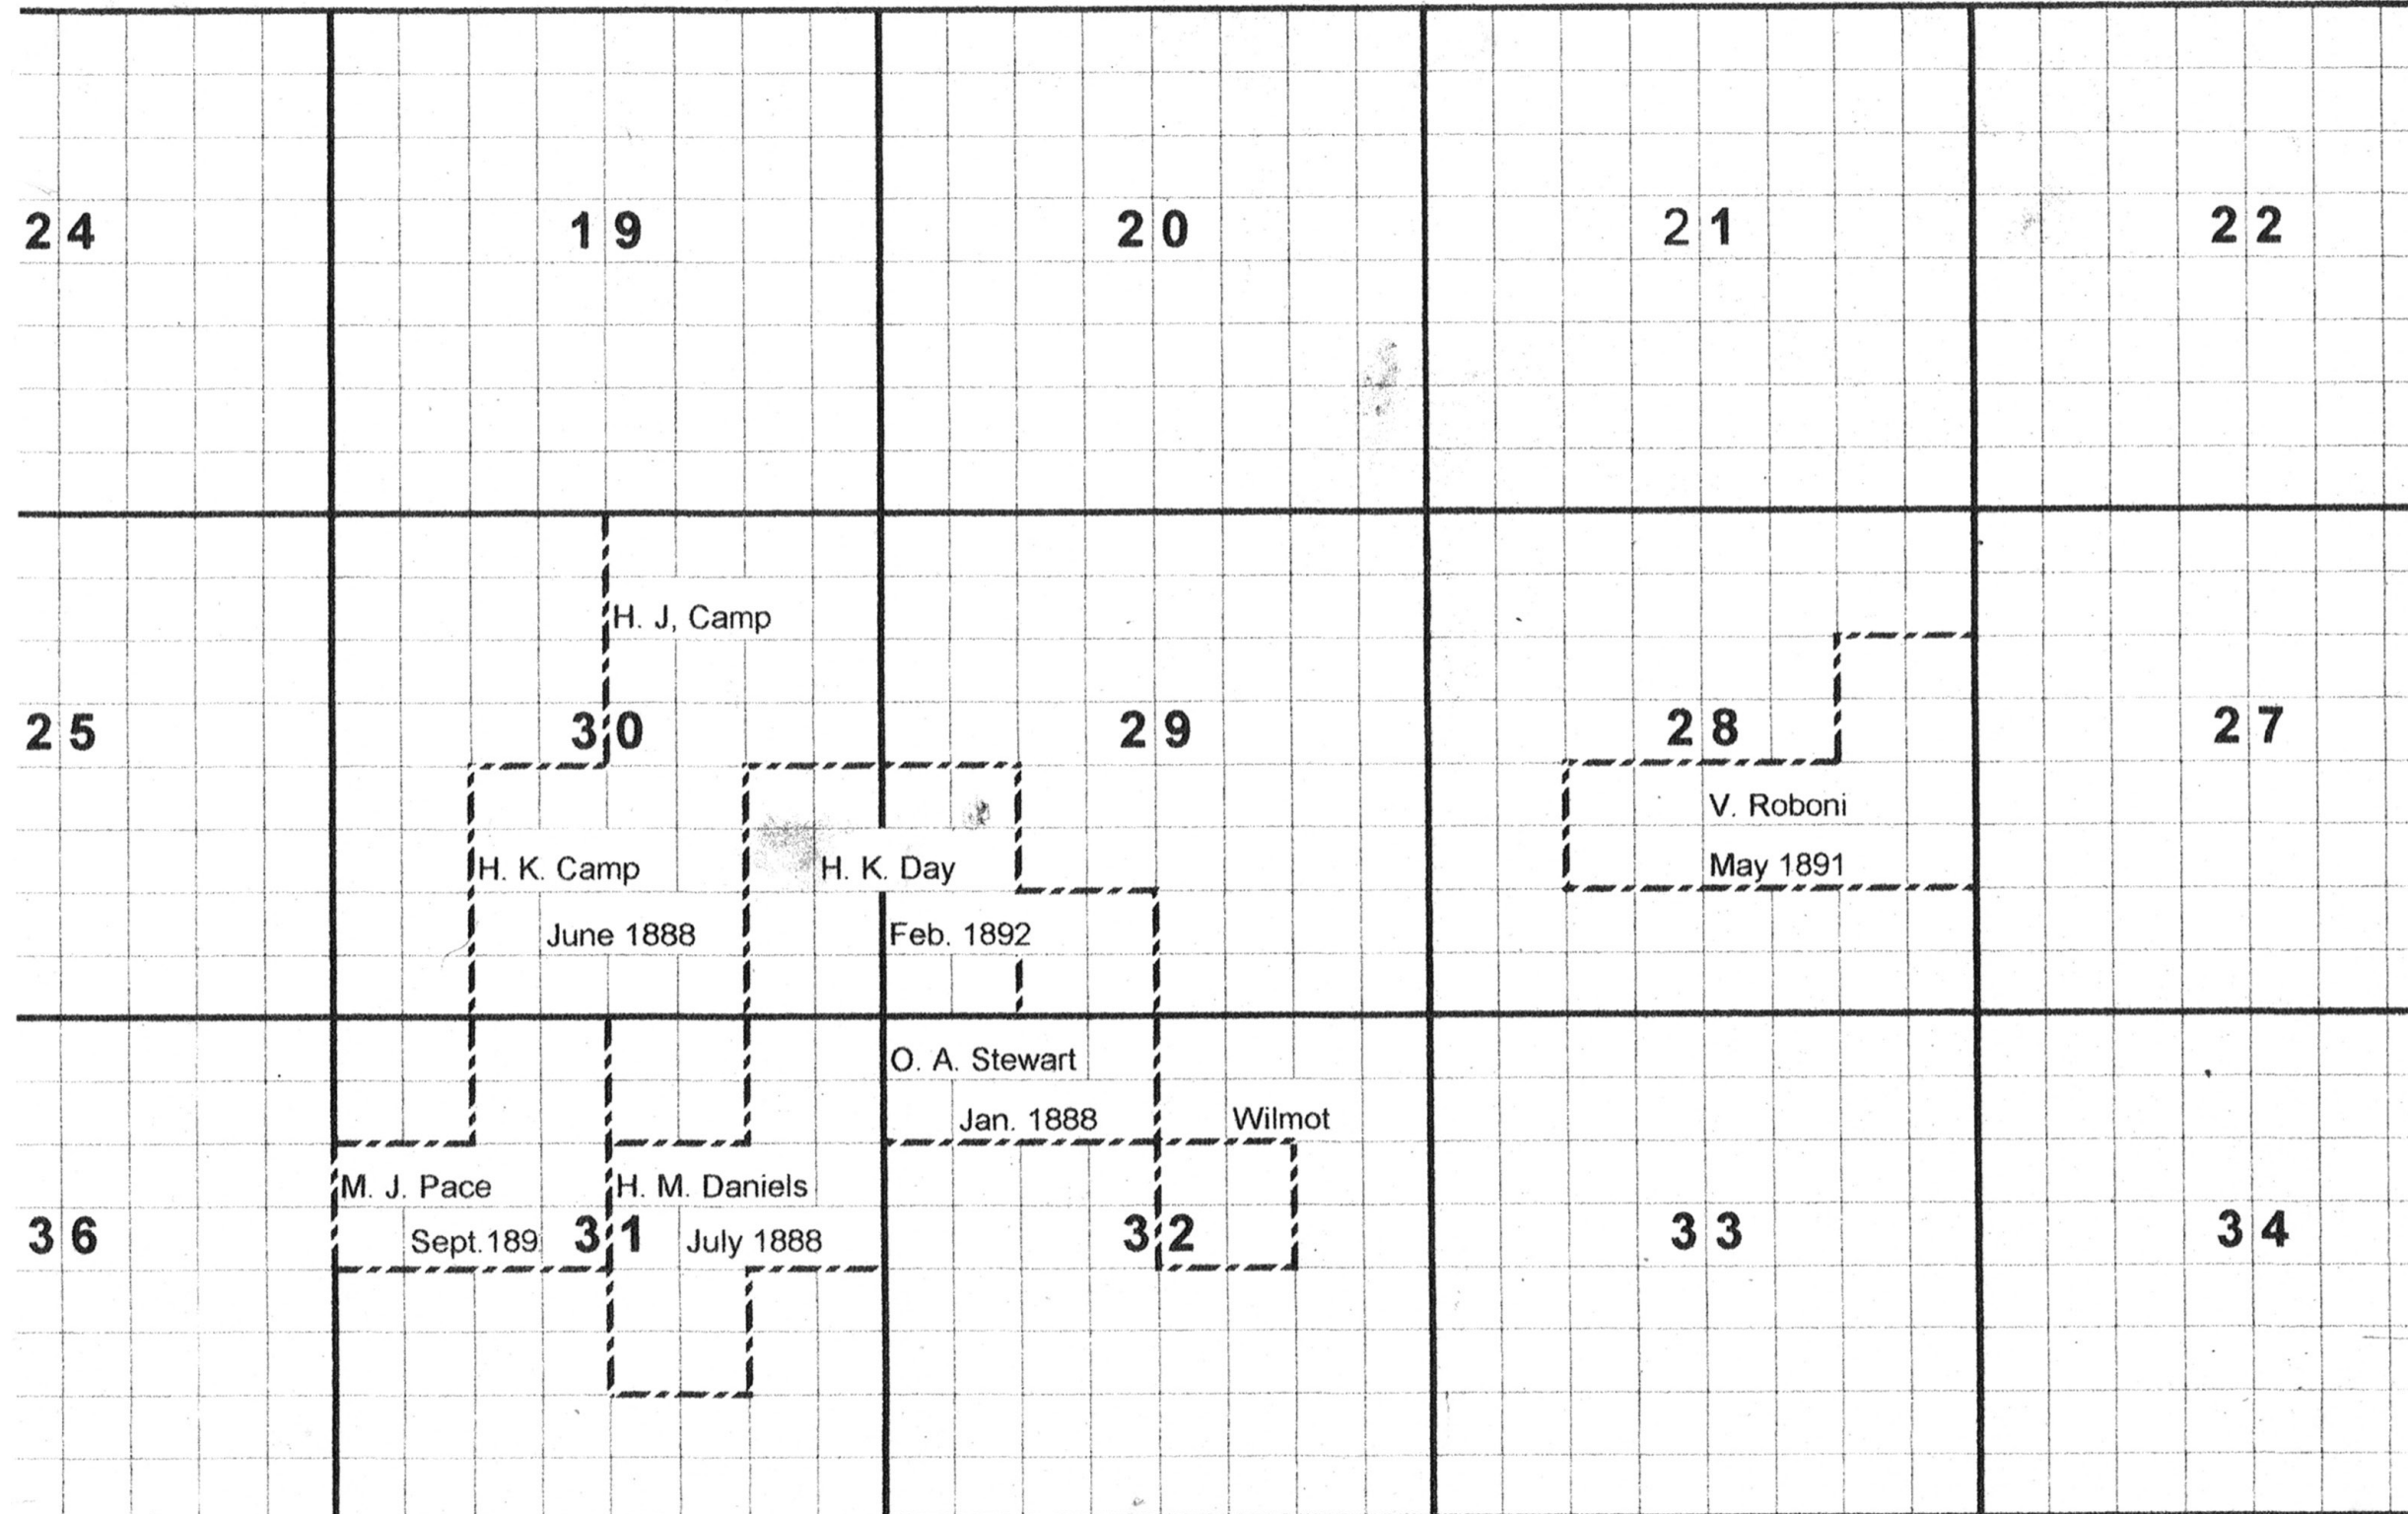 24
19
20
21
22
H. J, Camp
25
30
29
28
27
V. Roboni
H. K. Camp
H. K. Day
May 1891
June 1888
Feb. 1892
O. A. Stewart
Jan. 1888
Wilmot
M. J. Pace
H. M. Daniels
36
Sept.189
31
July 1888
32
33
34